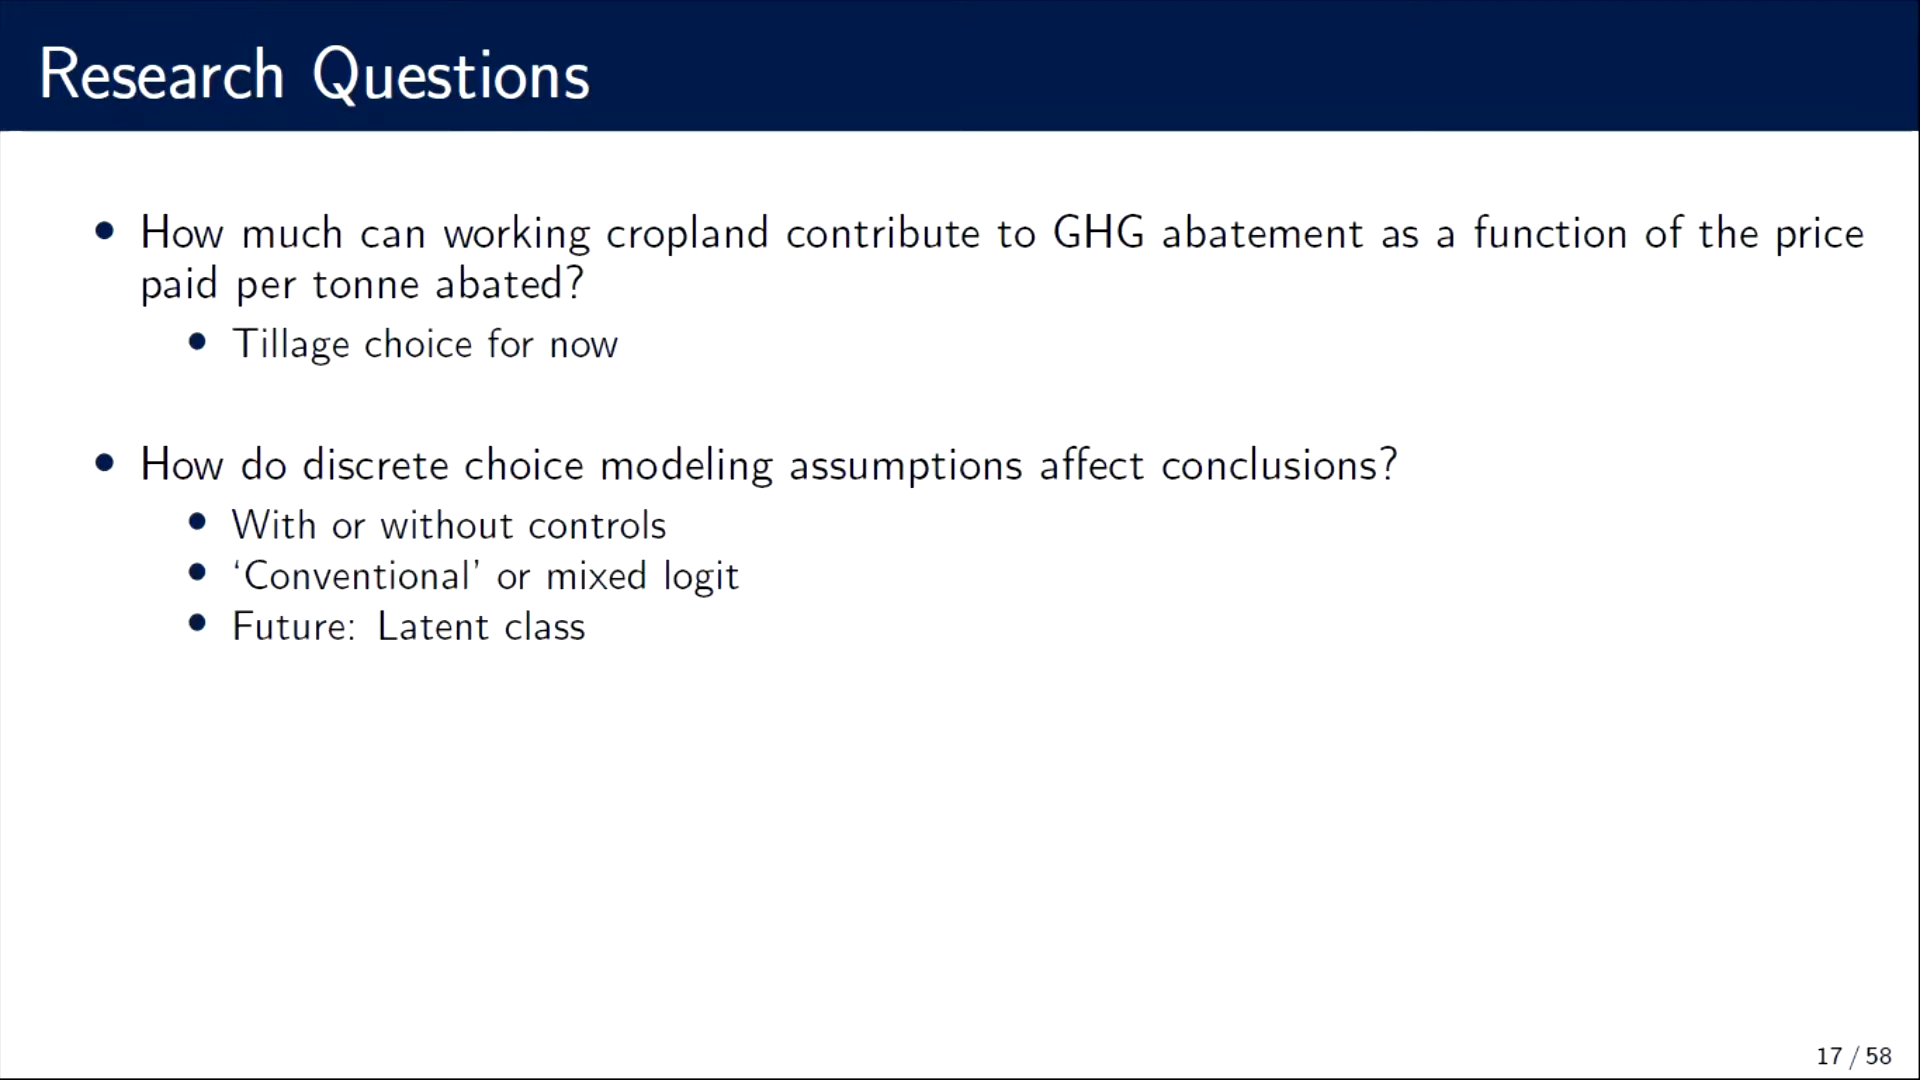 Research Questions
• How much can working cropland contribute to GHG abatement as a function of the price
paid per tonne abated?
• Tillage choice for now
• How do discrete choice modeling assumptions affect conclusions?
• With or without controls
• ‘Conventional’ or mixed logit
• Future: Latent class
17 / 58